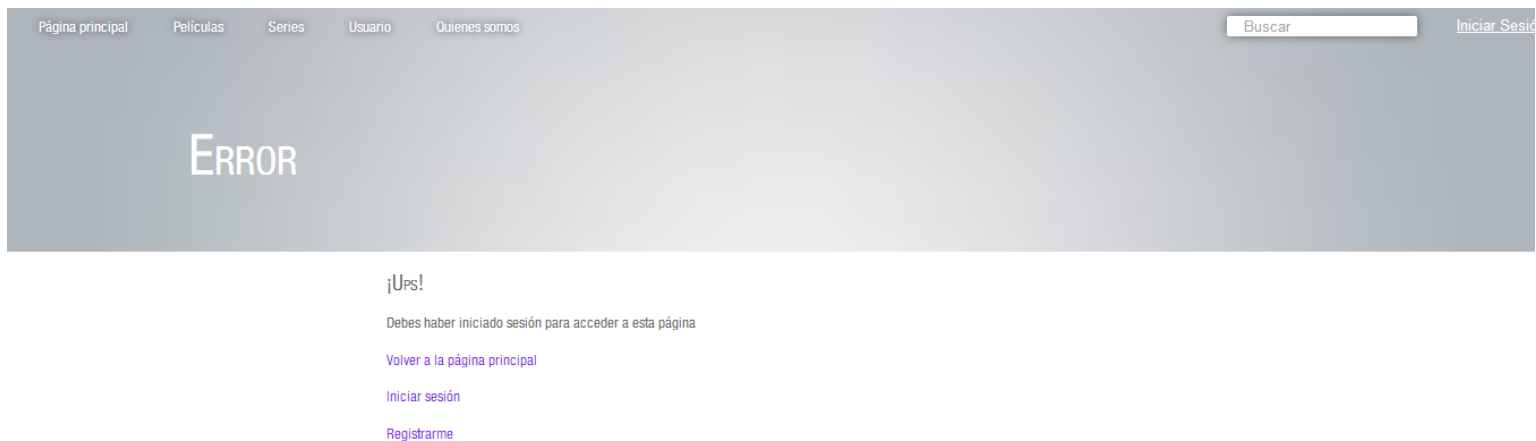 Página principal Películas Series Usuario Quienes somos Buscar Iniciar Sesió
Error
¡Ups!
Debes haber iniciado sesión para acceder a esta página
Volver a la página principal
Iniciar sesión
Registrarme